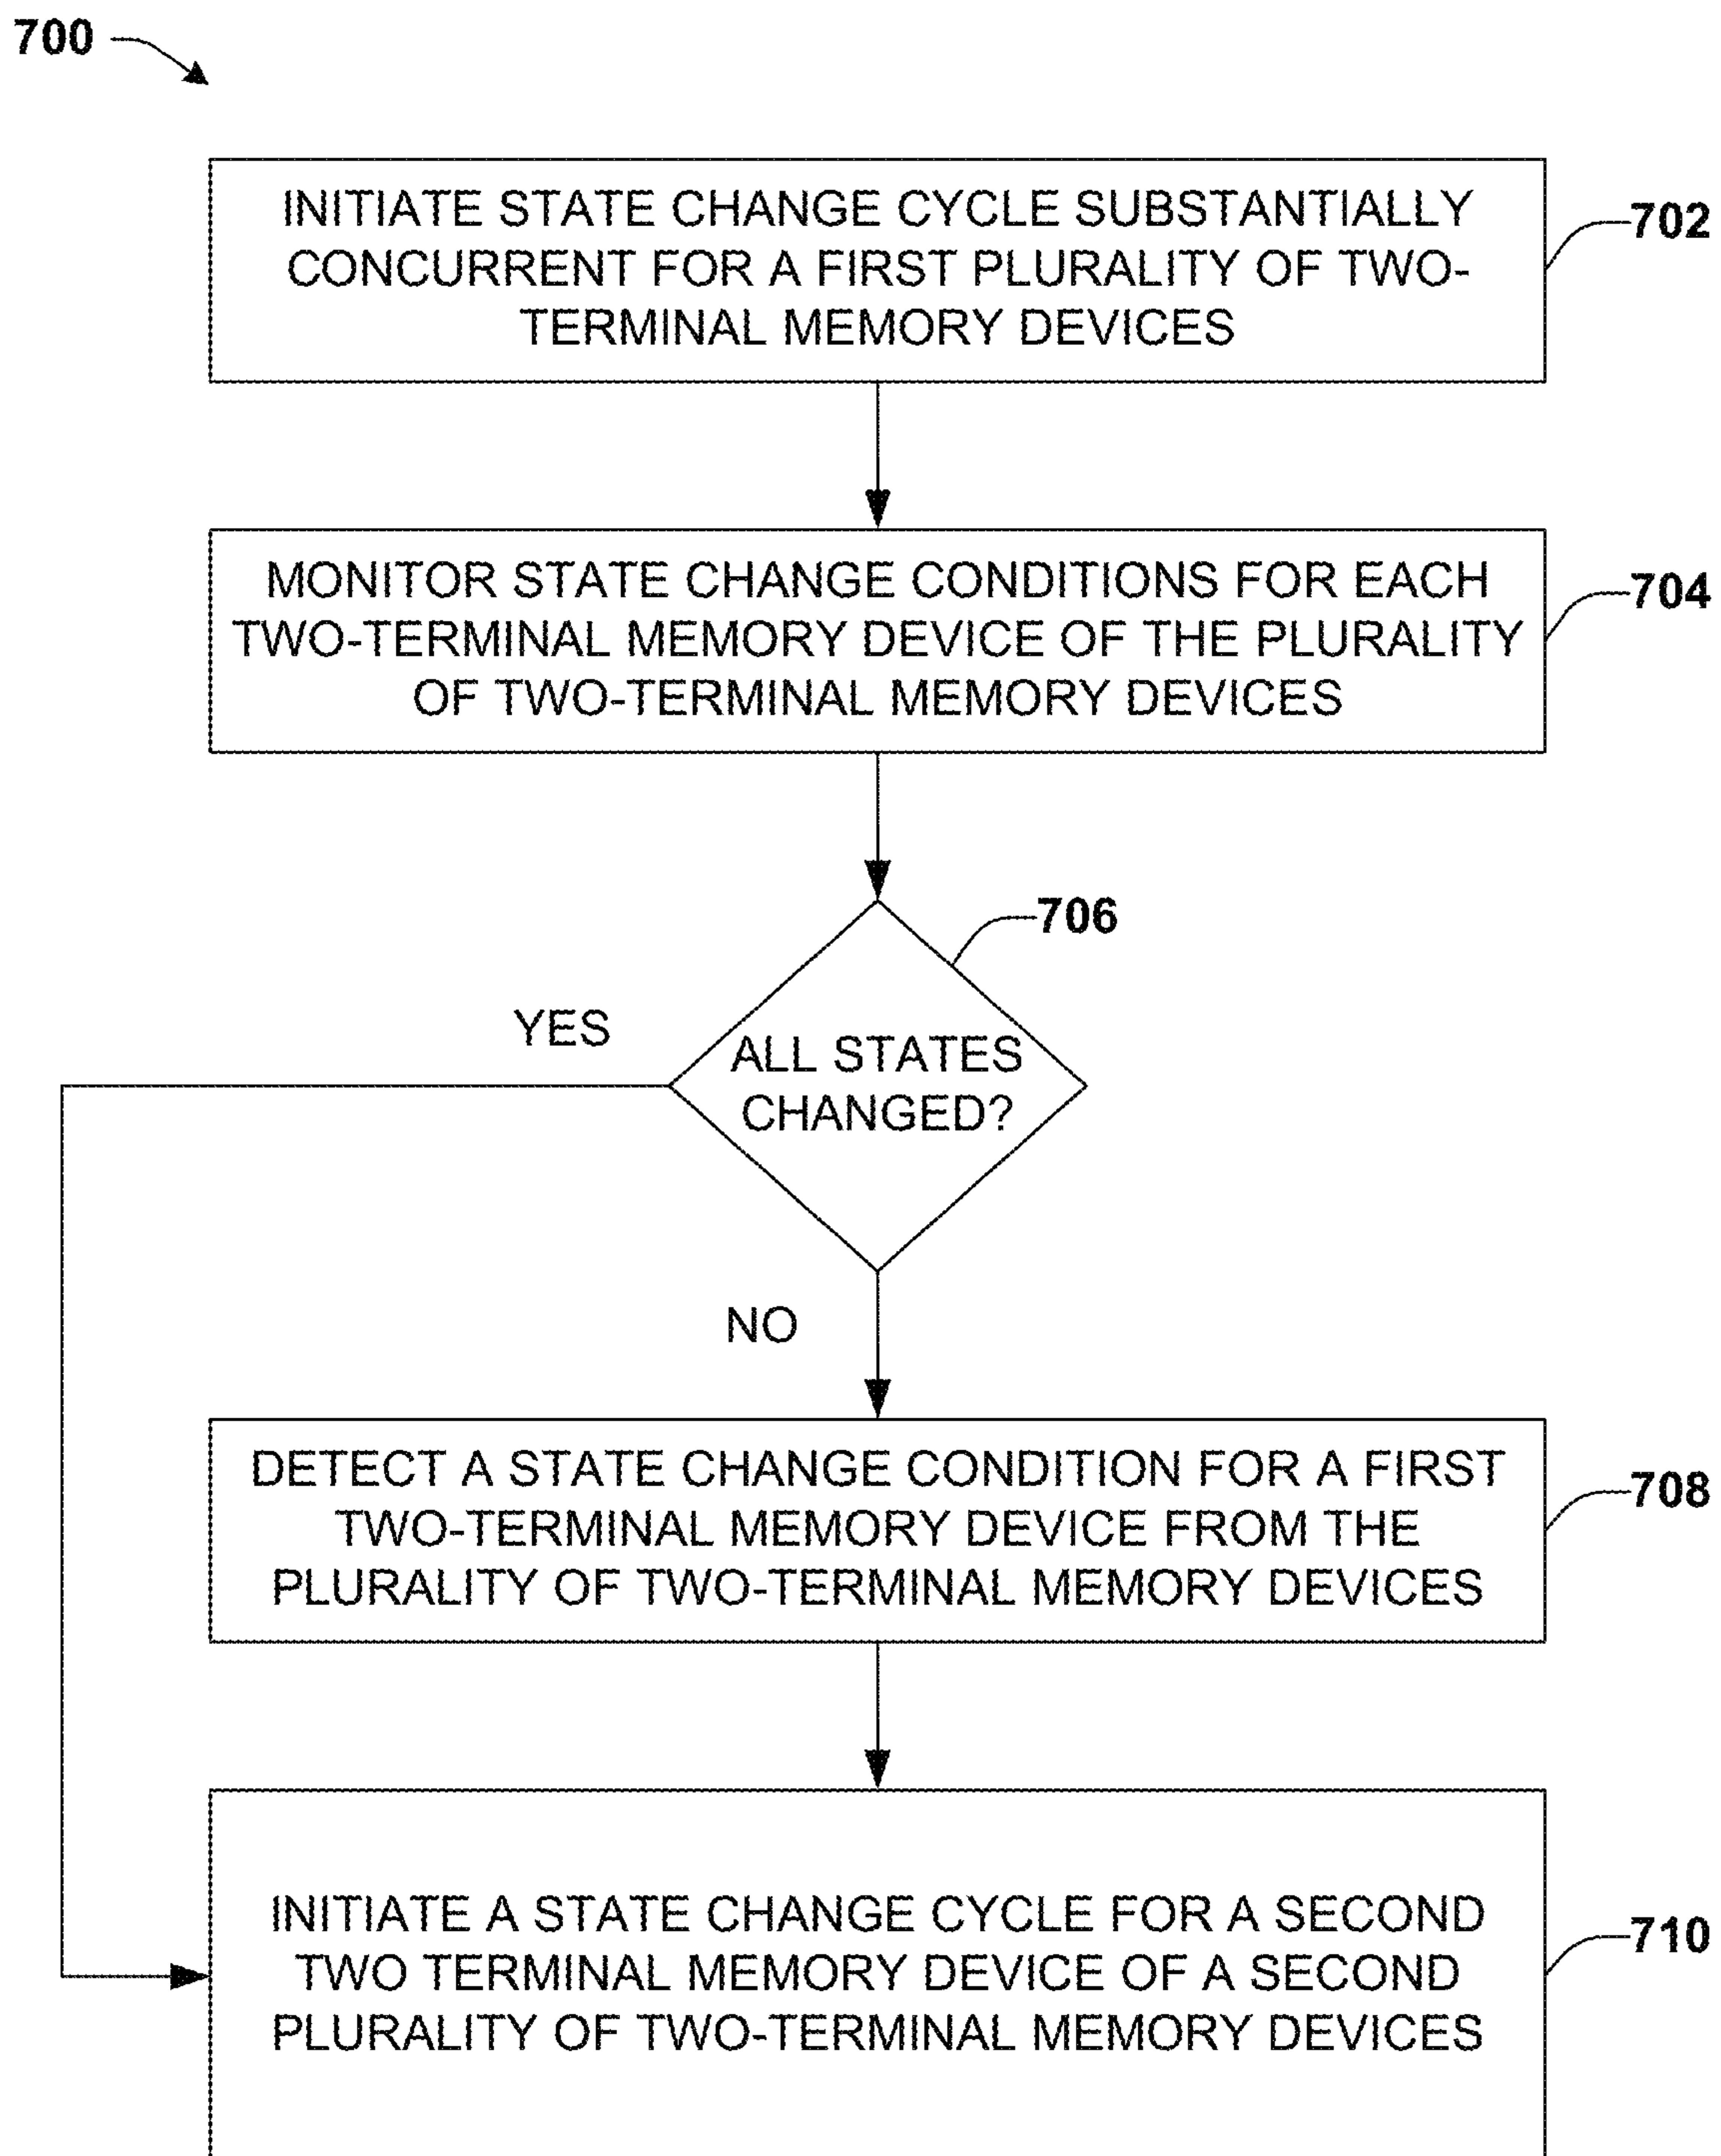 700
INITIATE STATE CHANGE CYCLE SUBSTANTIALLY
CONCURRENT FOR A FIRST PLURALITY OF TWO-
TERMINAL MEMORY DEVICES
702
MONITOR STATE CHANGE CONDITIONS FOR EACH
TWO-TERMINAL MEMORY DEVICE OF THE PLURALITY
OF TWO-TERMINAL MEMORY DEVICES
704
706
YES
ALL STATES
CHANGED?
NO
DETECT A STATE CHANGE CONDITION FOR A FIRST
TWO-TERMINAL MEMORY DEVICE FROM THE
PLURALITY OF TWO-TERMINAL MEMORY DEVICES
708
INITIATE A STATE CHANGE CYCLE FOR A SECOND
TWO TERMINAL MEMORY DEVICE OF A SECOND
PLURALITY OF TWO-TERMINAL MEMORY DEVICES
710